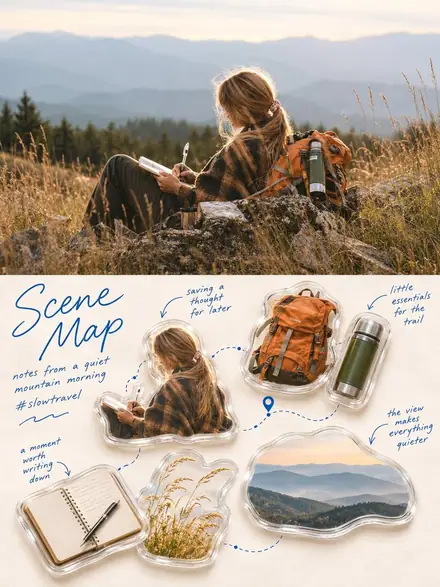 Scene
Map
notes from a quiet
mountain morning
#slowtravel
saving a
thought
for later
little
essentials
for the
trail
a moment
worth
writing
down
the view
makes
everything
quieter